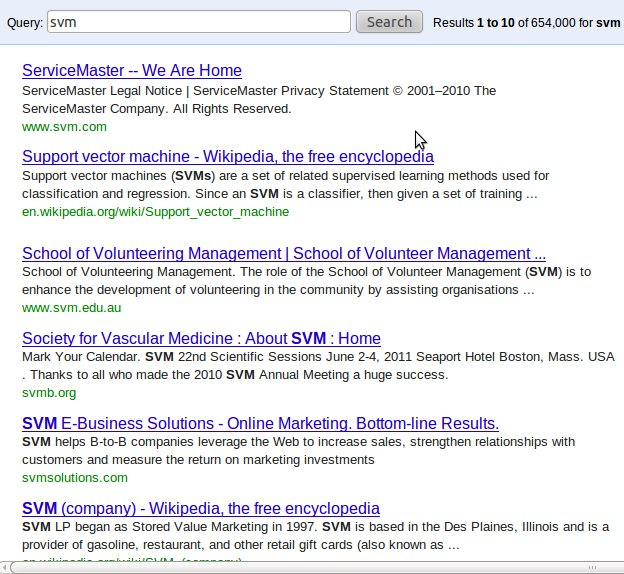 Query: svm Search Results 1 to 10 of 654,000 for svm
ServiceMaster -- We Are Home
ServiceMaster Legal Notice | ServiceMaster Privacy Statement © 2001–2010 The
ServiceMaster Company. All Rights Reserved.
www.svm.com
Support vector machine - Wikipedia, the free encyclopedia
Support vector machines (SVMs) are a set of related supervised learning methods used for
classification and regression. Since an SVM is a classifier, then given a set of training ...
en.wikipedia.org/wiki/Support_vector_machine
School of Volunteering Management | School of Volunteer Management ...
School of Volunteering Management. The role of the School of Volunteer Management (SVM) is to
enhance the development of volunteering in the community by assisting organisations ...
www.svm.edu.au
Society for Vascular Medicine : About SVM : Home
Mark Your Calendar. SVM 22nd Scientific Sessions June 2-4, 2011 Seaport Hotel Boston, Mass. USA
. Thanks to all who made the 2010 SVM Annual Meeting a huge success.
svmb.org
SVM E-Business Solutions - Online Marketing. Bottom-line Results.
SVM helps B-to-B companies leverage the Web to increase sales, strengthen relationships with
customers and measure the return on marketing investments
svmsolutions.com
SVM (company) - Wikipedia, the free encyclopedia
SVM LP began as Stored Value Marketing in 1997. SVM is based in the Des Plaines, Illinois and is a
provider of gasoline, restaurant, and other retail gift cards (also known as ...
en.wikipedia.org/wiki/SVM_(company)